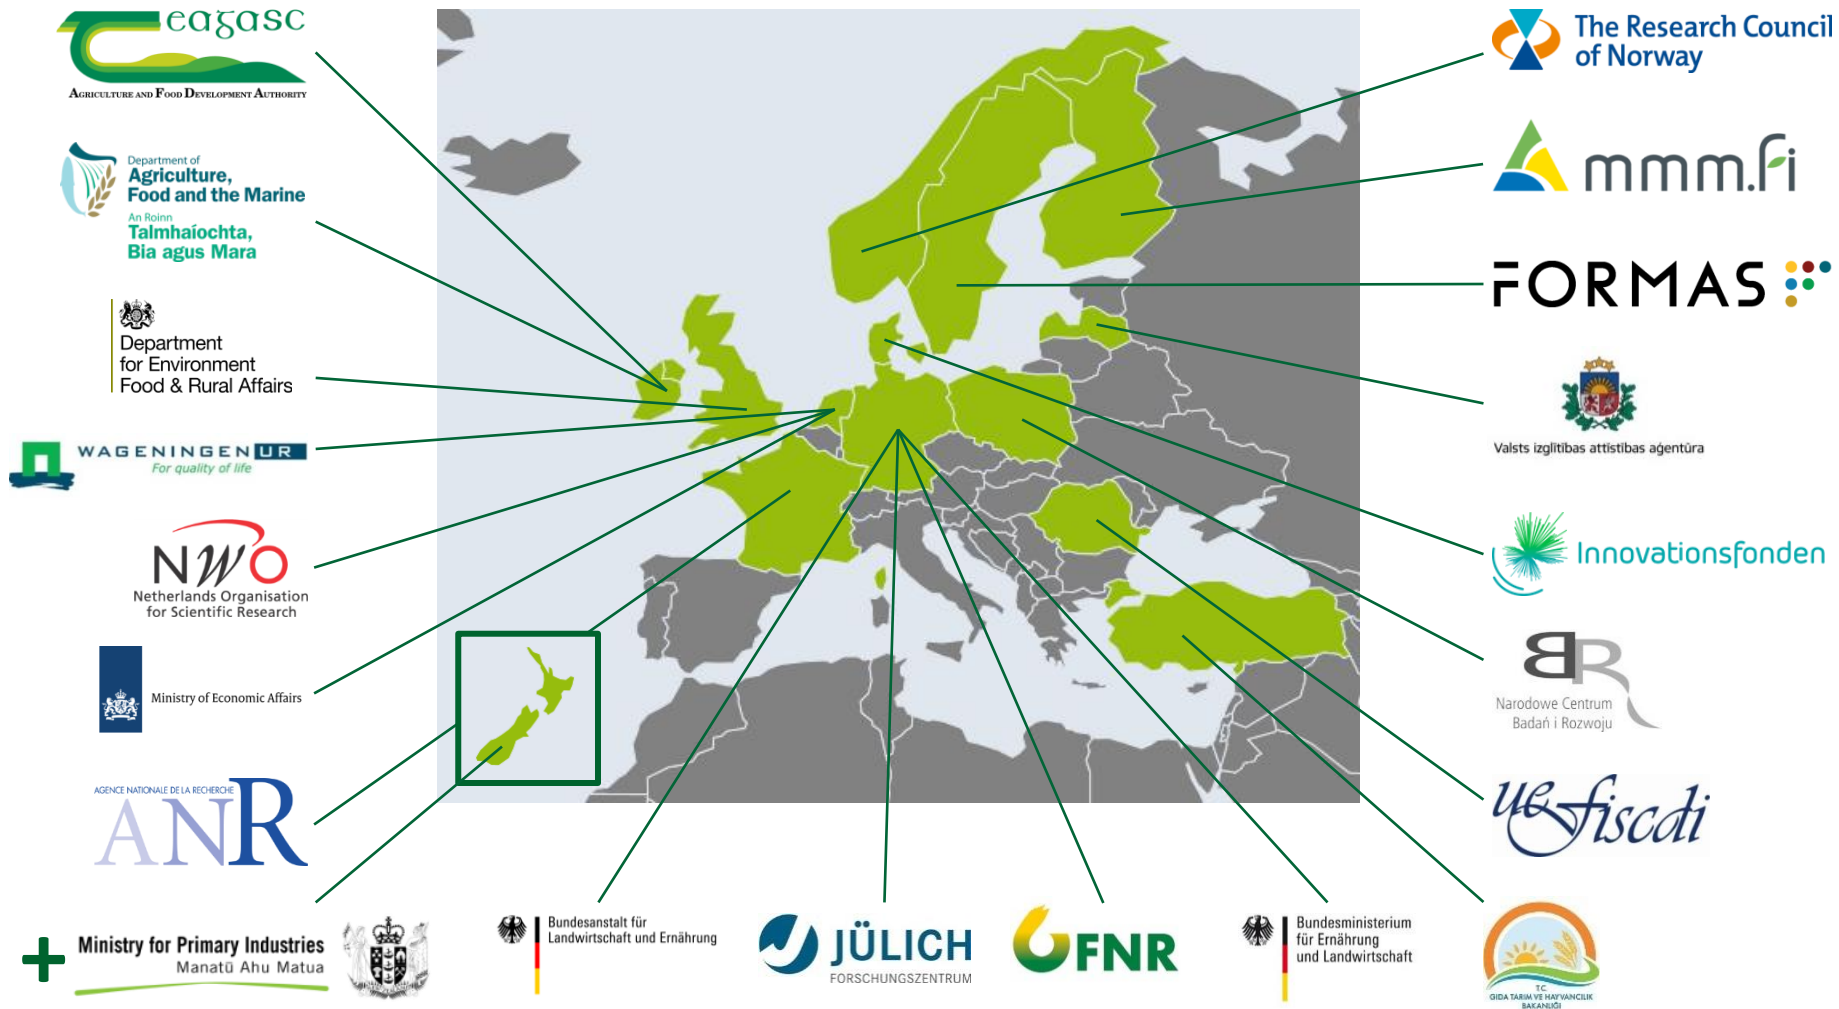 eagasc
AGRICULTURE AND FOOD DEVELOPMENT AUTHORITY
Department of
Agriculture,
Food and the Marine
An Roinn
Talmhaíochta,
Bia agus Mara
Department
for Environment
Food & Rural Affairs
WAGENINGEN UR
For quality of life
NWO
Netherlands Organisation
for Scientific Research
Ministry of Economic Affairs
AGENCE NATIONALE DE LA RECHERCHE
ANR
Ministry for Primary Industries
Manatū Ahu Matua
Bundesanstalt für
Landwirtschaft und Ernährung
JÜLICH
FORSCHUNGSZENTRUM
FNR
Bundesministerium
für Ernährung
und Landwirtschaft
The Research Council
of Norway
mmm.fi
FORMAS
Valsts izglītības attīstības aģentūra
Innovationsfonden
BR
Narodowe Centrum
Badań i Rozwoju
uefiscdi
T.C.
GIDA TARIM VE HAYVANCILIK
BAKANLIĞI